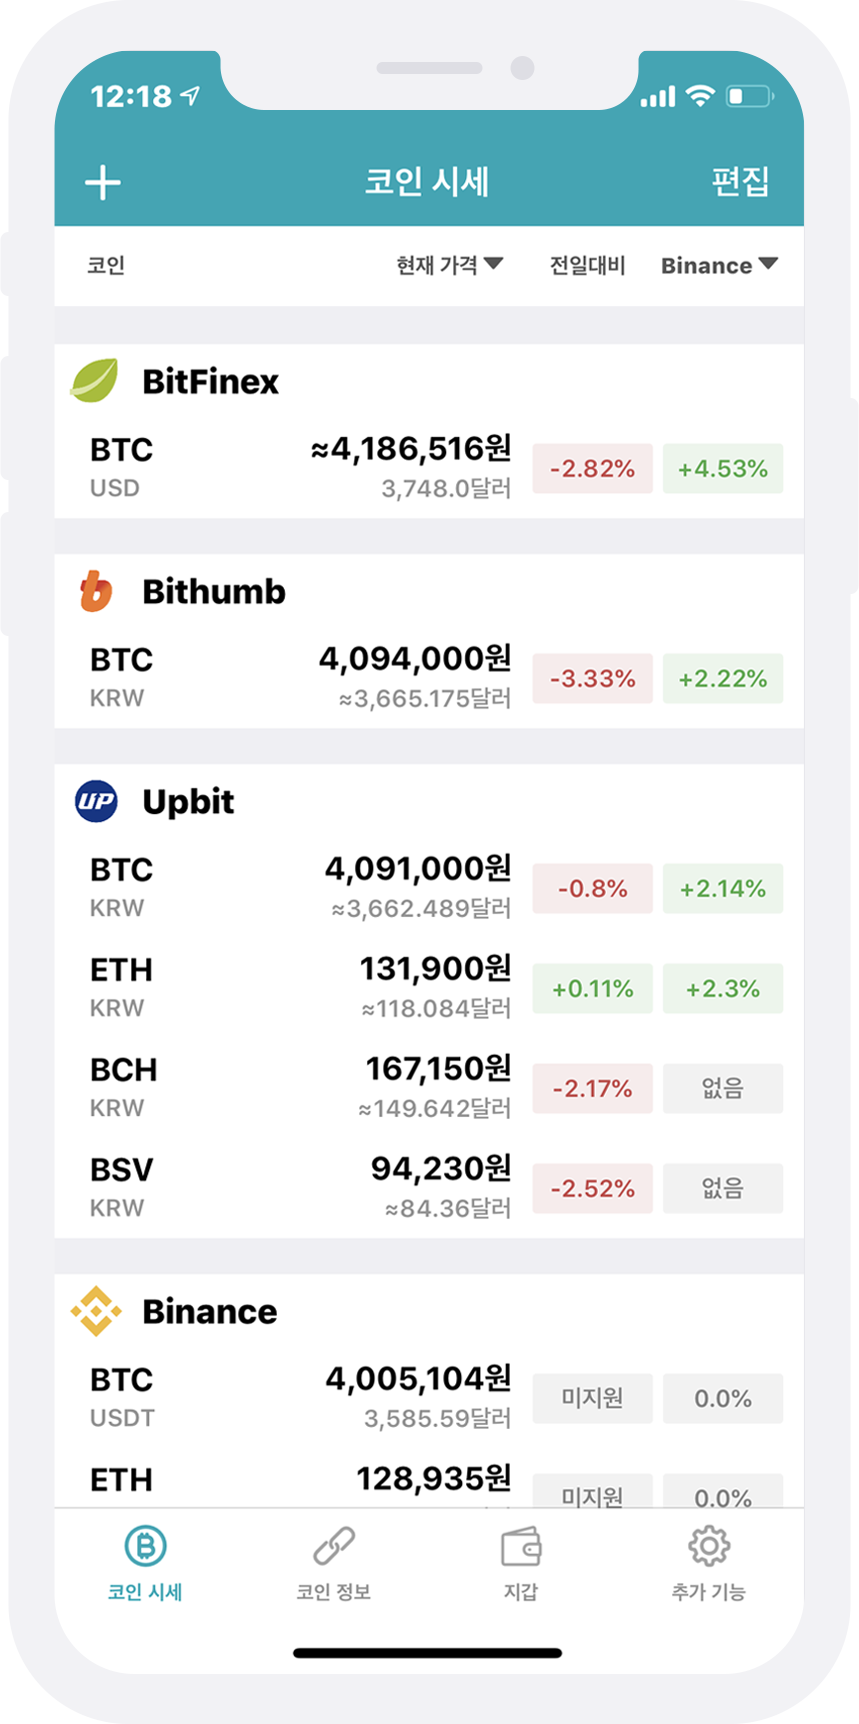 12:18
코인 시세
편집
코인 현재 가격▼ 전일대비 Binance▼
BitFinex
BTC ≈4,186,516원 -2.82% +4.53%
USD 3,748.0달러
Bithumb
BTC 4,094,000원 -3.33% +2.22%
KRW ≈3,665.175달러
UP Upbit
BTC 4,091,000원 -0.8% +2.14%
KRW ≈3,662.489달러
ETH 131,900원 +0.11% +2.3%
KRW ≈118.084달러
BCH 167,150원 -2.17% 없음
KRW ≈149.642달러
BSV 94,230원 -2.52% 없음
KRW ≈84.36달러
Binance
BTC 4,005,104원 미지원 0.0%
USDT 3,585.59달러
ETH 128,935원 미지원 0.0%
코인 시세 코인 정보 지갑 추가 기능